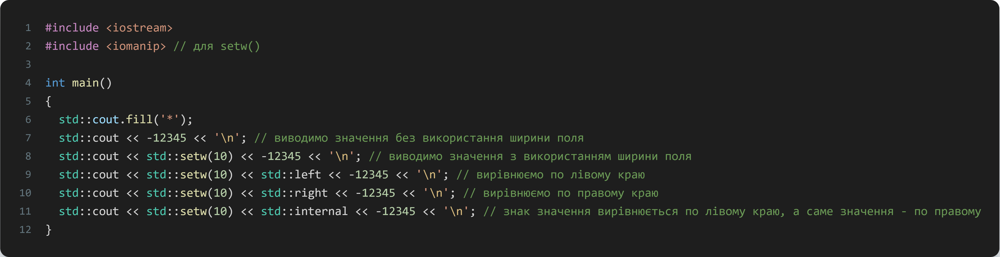 1 #include <iostream>
2 #include <iomanip> // для setw()
3
4 int main()
5 {
6 std::cout.fill('*');
7 std::cout << -12345 << '\n'; // виводимо значення без використання ширини поля
8 std::cout << std::setw(10) << -12345 << '\n'; // виводимо значення з використанням ширини поля
9 std::cout << std::setw(10) << std::left << -12345 << '\n'; // вирівнюємо по лівому краю
10 std::cout << std::setw(10) << std::right << -12345 << '\n'; // вирівнюємо по правому краю
11 std::cout << std::setw(10) << std::internal << -12345 << '\n'; // знак значення вирівнюється по лівому краю, а саме значення - по правому
12 }